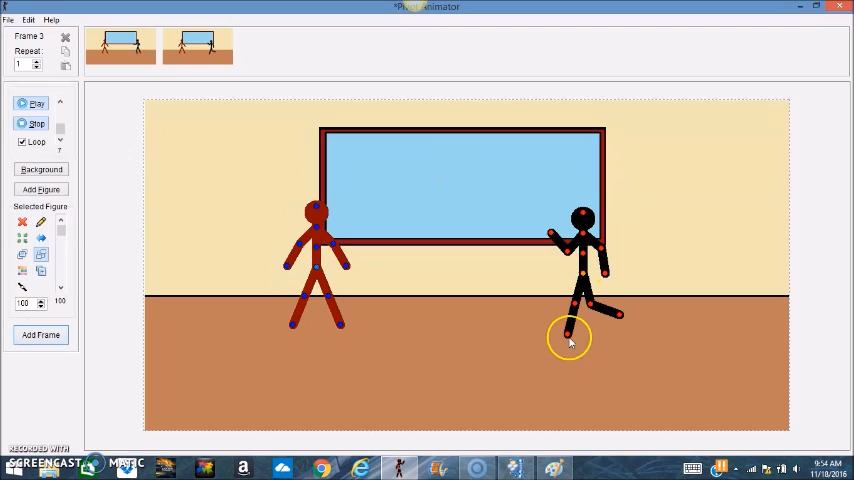 *Pivot Animator
File Edit Help
Frame 3
Repeat:
1
Play
Stop
Loop
7
Background
Add Figure
Selected Figure
100
100
Add Frame
RECORDED WITH
SCREENCAST MATIC
a
9:54 AM
11/18/2016